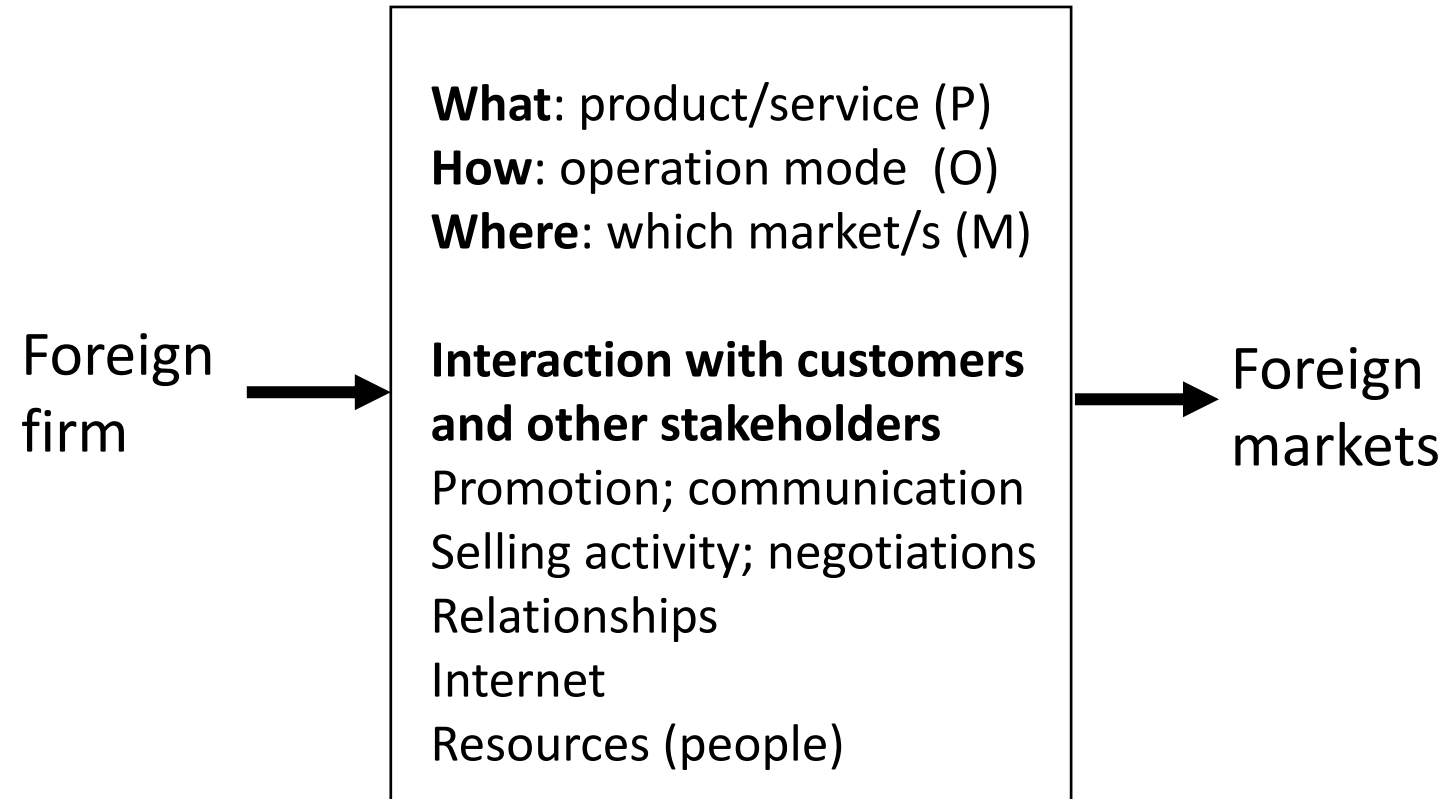 Foreign
firm
What: product/service (P)
How: operation mode  (O)
Where: which market/s (M)
Interaction with customers
and other stakeholders
Promotion; communication
Selling activity; negotiations
Relationships
Internet
Resources (people)
Foreign
markets